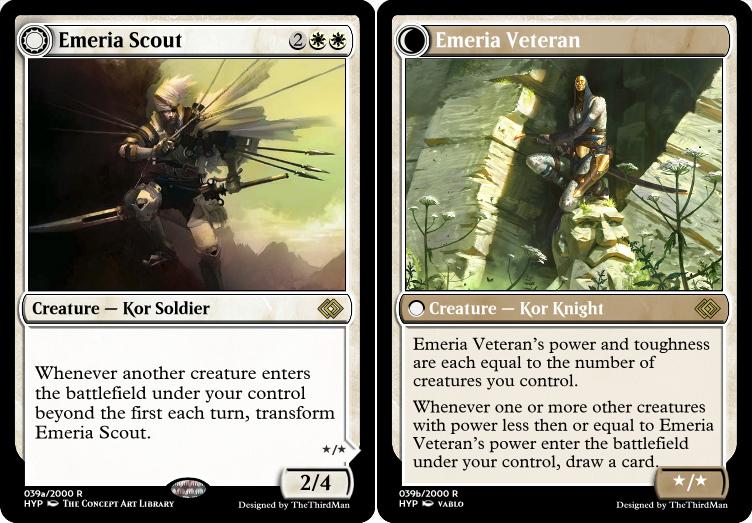 Emeria Scout 2
Creature — Kor Soldier
Whenever another creature enters
the battlefield under your control
beyond the first each turn, transform
Emeria Scout.
★/★
2/4
039a/2000 R
HYP THE CONCEPT ART LIBRARY
Designed by TheThirdMan
Emeria Veteran
Creature — Kor Knight
Emeria Veteran's power and toughness
are each equal to the number of
creatures you control.
Whenever one or more other creatures
with power less then or equal to Emeria
Veteran's power enter the battlefield
under your control, draw a card.
★/★
039b/2000 R
HYP VABLO
Designed by TheThirdMan